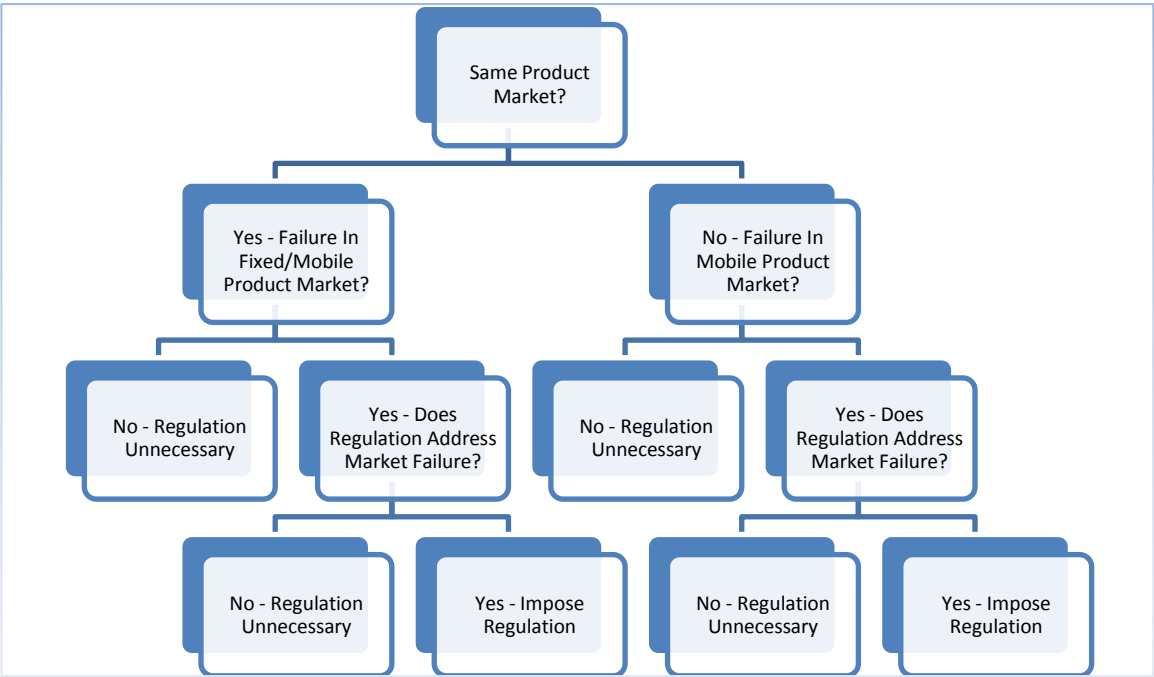 Same Product
Market?
Yes - Failure In
Fixed/Mobile
Product Market?
No - Failure In
Mobile Product
Market?
No - Regulation
Unnecessary
Yes - Does
Regulation Address
Market Failure?
No - Regulation
Unnecessary
Yes - Does
Regulation Address
Market Failure?
No - Regulation
Unnecessary
Yes - Impose
Regulation
No - Regulation
Unnecessary
Yes - Impose
Regulation